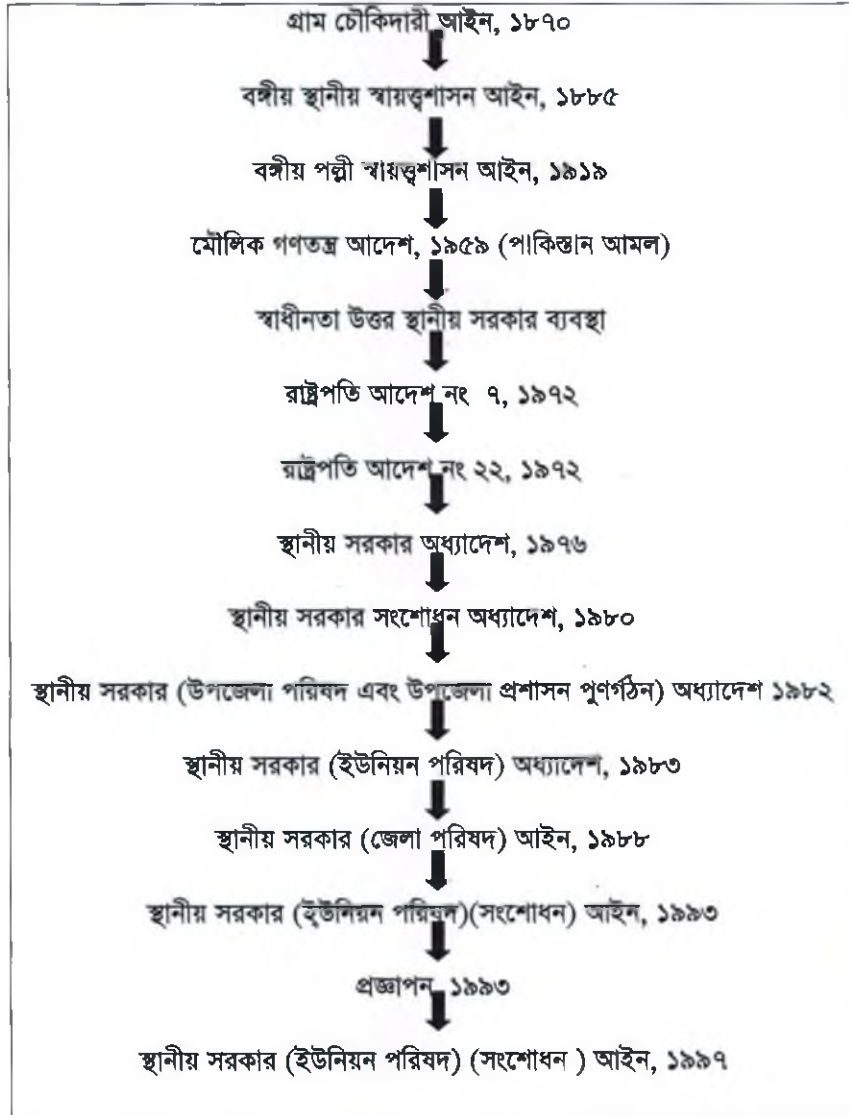 গ্রাম চৌকিদারী আইন, ১৮৭০
বঙ্গীয় স্থানীয় স্বায়ত্ত্বশাসন আইন, ১৮৮৫
বঙ্গীয় পল্লী স্বায়ত্ত্বশাসন আইন, ১৯১৯
মৌলিক গণতন্ত্র আদেশ, ১৯৫৯ (পাকিস্তান আমল)
স্বাধীনতা উত্তর স্থানীয় সরকার ব্যবস্থা
রাষ্ট্রপতি আদেশ নং ৭, ১৯৭২
রাষ্ট্রপতি আদেশ নং ২২, ১৯৭২
স্থানীয় সরকার অধ্যাদেশ, ১৯৭৬
স্থানীয় সরকার সংশোধন অধ্যাদেশ, ১৯৮০
স্থানীয় সরকার (উপজেলা পরিষদ এবং উপজেলা প্রশাসন পুণর্গঠন) অধ্যাদেশ ১৯৮২
স্থানীয় সরকার (ইউনিয়ন পরিষদ) অধ্যাদেশ, ১৯৮৩
স্থানীয় সরকার (জেলা পরিষদ) আইন, ১৯৮৮
স্থানীয় সরকার (ইউনিয়ন পরিষদ)(সংশোধন) আইন, ১৯৯৩
প্রজ্ঞাপন, ১৯৯৩
স্থানীয় সরকার (ইউনিয়ন পরিষদ) (সংশোধন ) আইন, ১৯৯৭